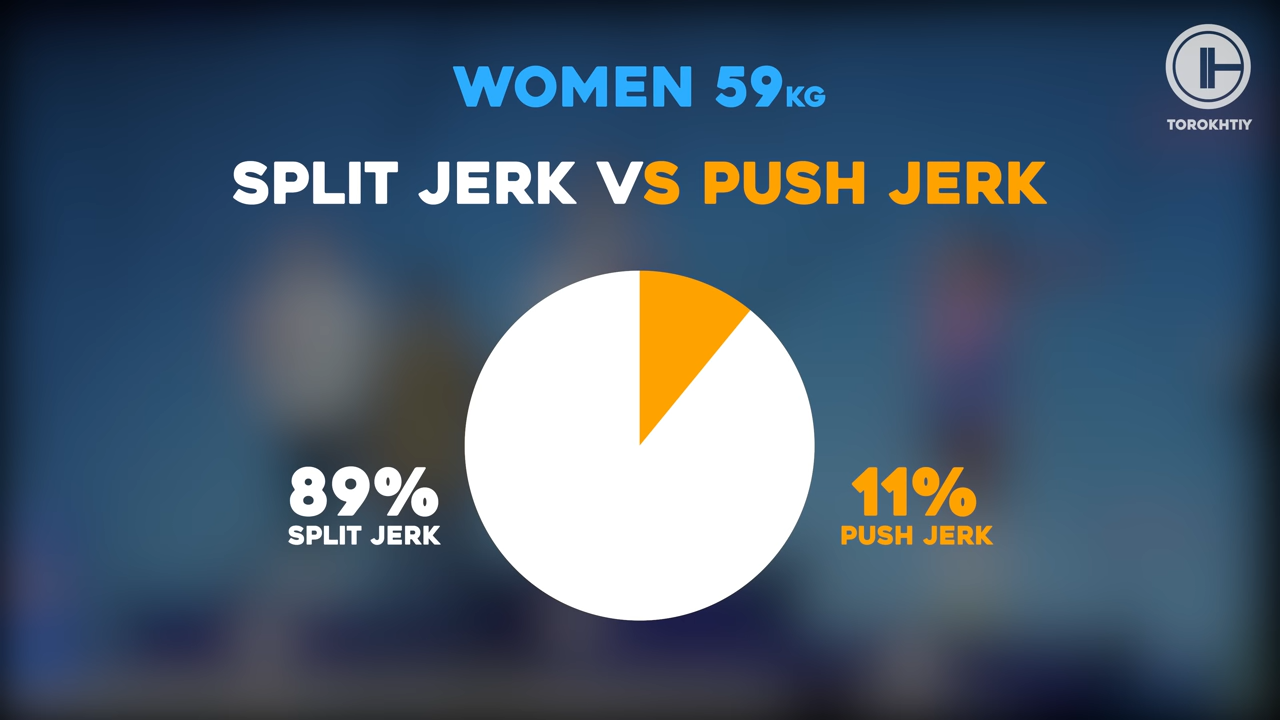 WOMEN 59KG
TOROKHTIY
SPLIT JERK VS PUSH JERK
89%
SPLIT JERK
11%
PUSH JERK